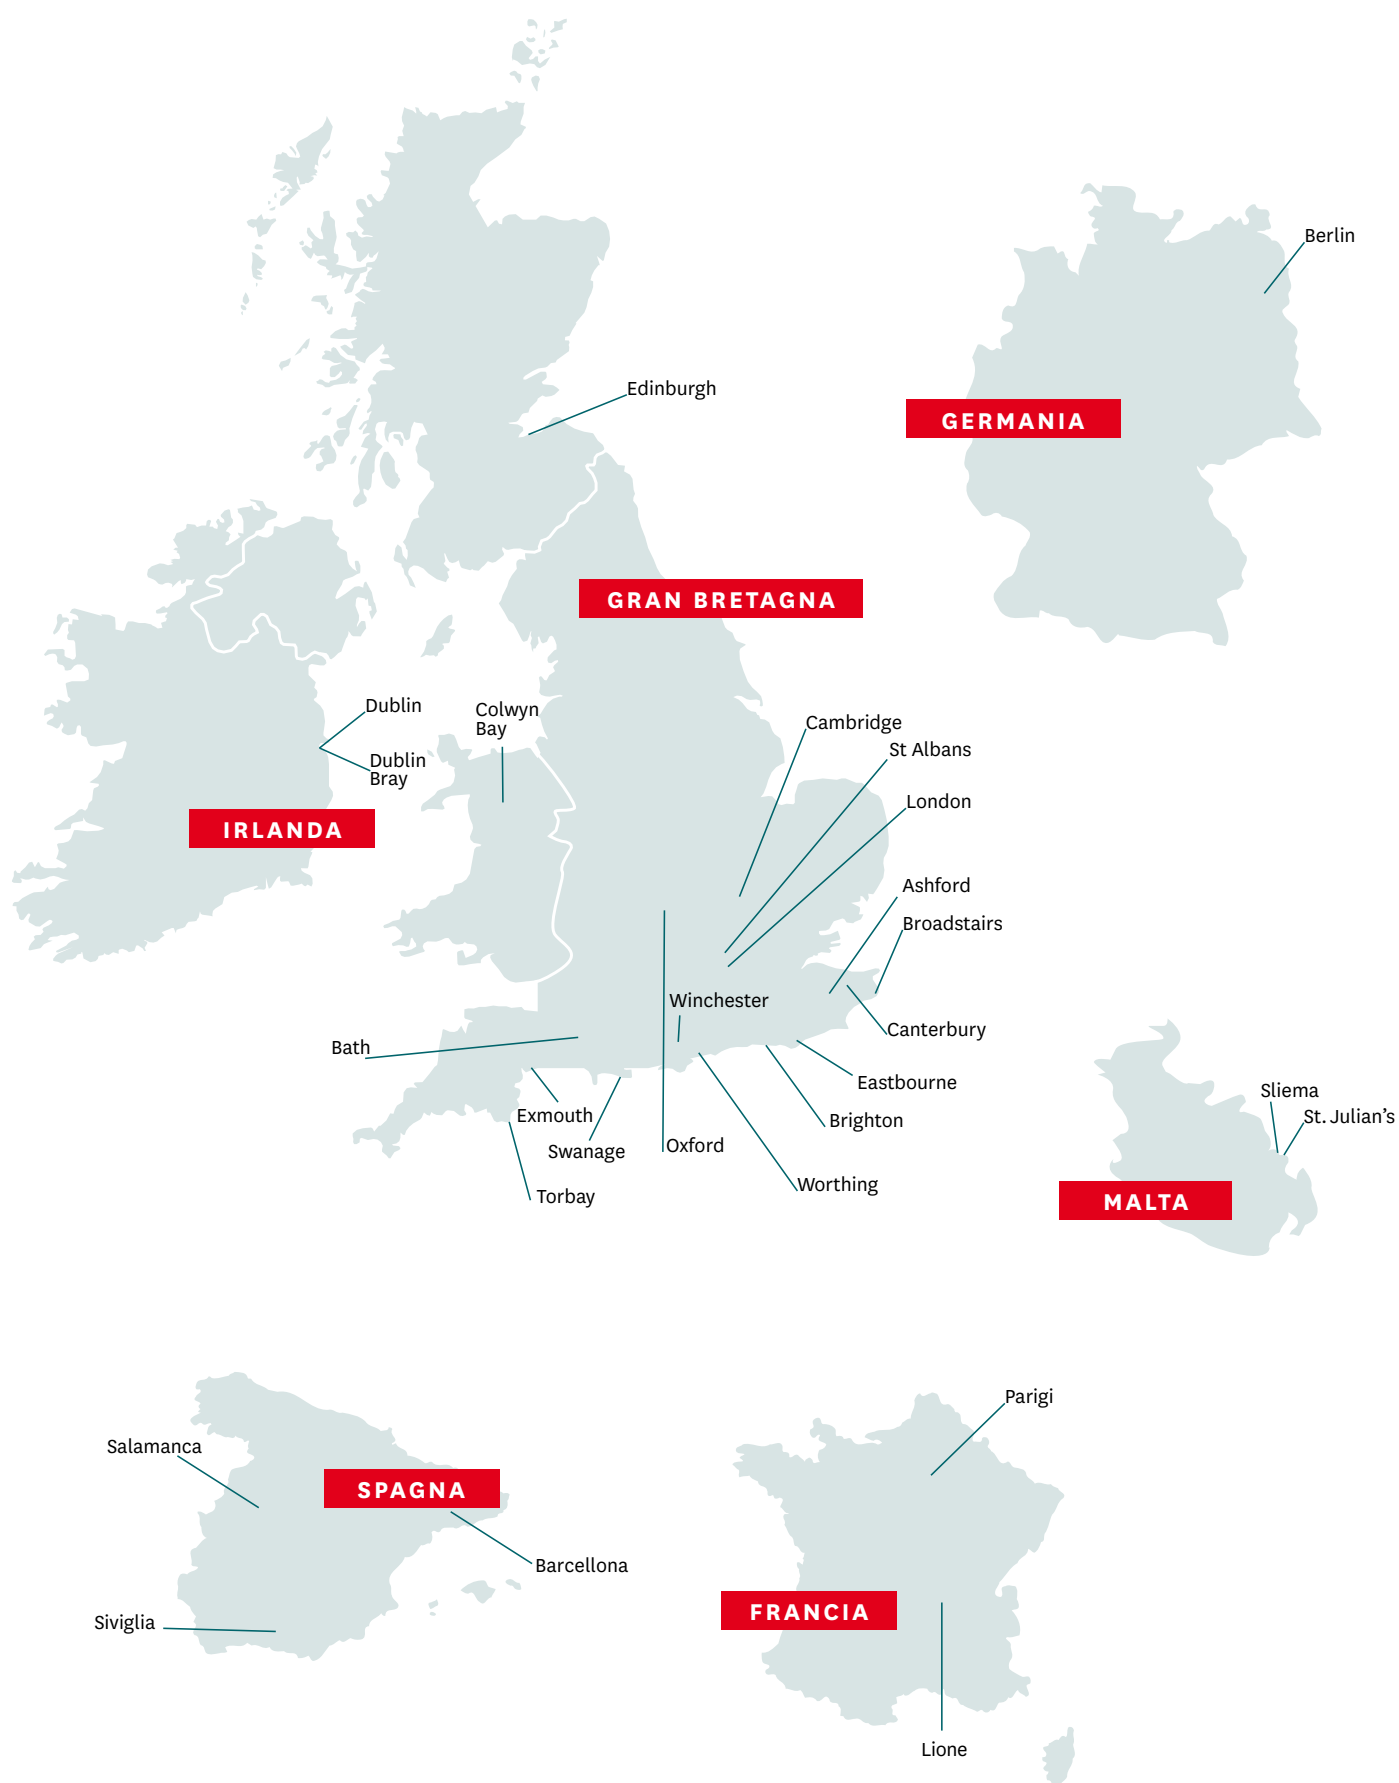 Berlin
Edinburgh
GERMANIA
GRAN BRETAGNA
Dublin
Colwyn
Bay
Dublin
Bray
IRLANDA
Cambridge
St Albans
London
Ashford
Broadstairs
Winchester
Canterbury
Bath
Eastbourne
Exmouth
Brighton
Swanage
Oxford
Worthing
Torbay
Sliema
St. Julian’s
MALTA
Salamanca
SPAGNA
Barcellona
Siviglia
Parigi
FRANCIA
Lione